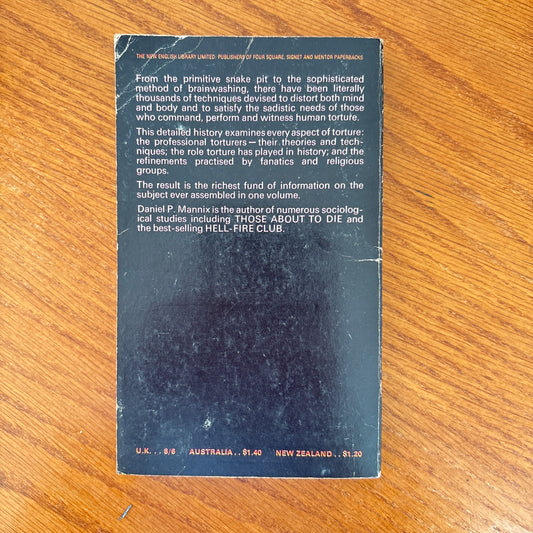 THE NEW ENGLISH LIBRARY LIMITED: PUBLISHERS OF FOUR SQUARE, SIGNET AND MENTOR PAPERBACKS
From the primitive snake pit to the sophisticated
method of brainwashing, there have been literally
thousands of techniques devised to distort both mind
and body and to satisfy the sadistic needs of those
who command, perform and witness human torture.
This detailed history examines every aspect of torture:
the professional torturers—their theories and tech-
niques; the role torture has played in history; and the
refinements practised by fanatics and religious
groups.
The result is the richest fund of information on the
subject ever assembled in one volume.
Daniel P. Mannix is the author of numerous sociolog-
ical studies including THOSE ABOUT TO DIE and
the best-selling HELL-FIRE CLUB.
U.K. . . 8/6 AUSTRALIA . . $1.40 NEW ZEALAND . . $1.20